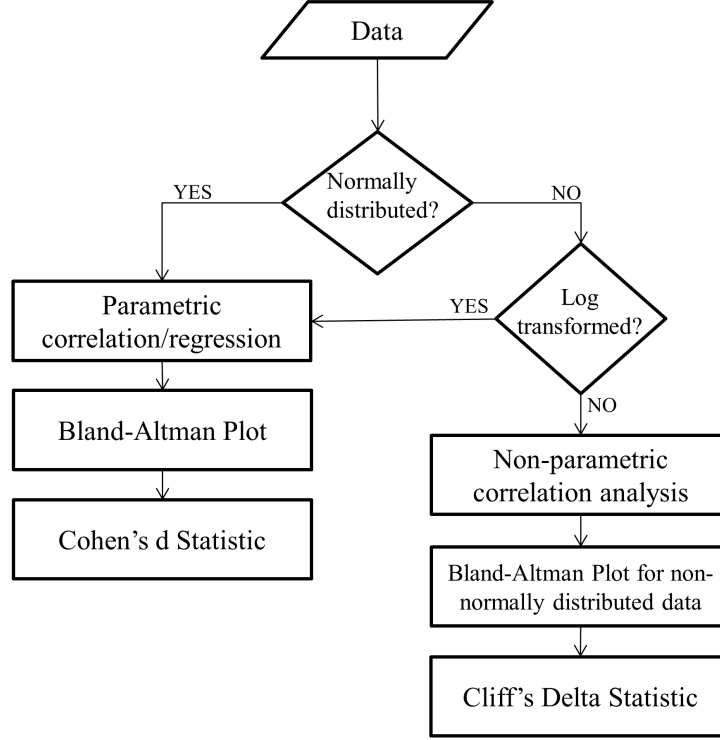 Data
Normally
distributed?
YES
NO
Parametric
correlation/regression
YES
Log
transformed?
Bland-Altman Plot
NO
Non-parametric
correlation analysis
Cohen’s d Statistic
Bland-Altman Plot for non-
normally distributed data
Cliff’s Delta Statistic